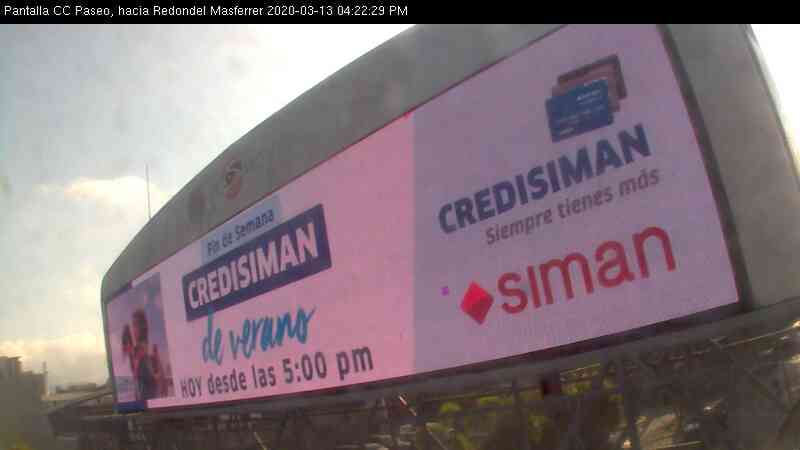 Pantalla CC Paseo, hacia Redondel Masferrer 2020-03-13 04:22:29 PM
Fin de Semana
CREDISIMAN
de verano
HOY desde las 5:00 pm
CREDISIMAN
Siempre tienes más
siman